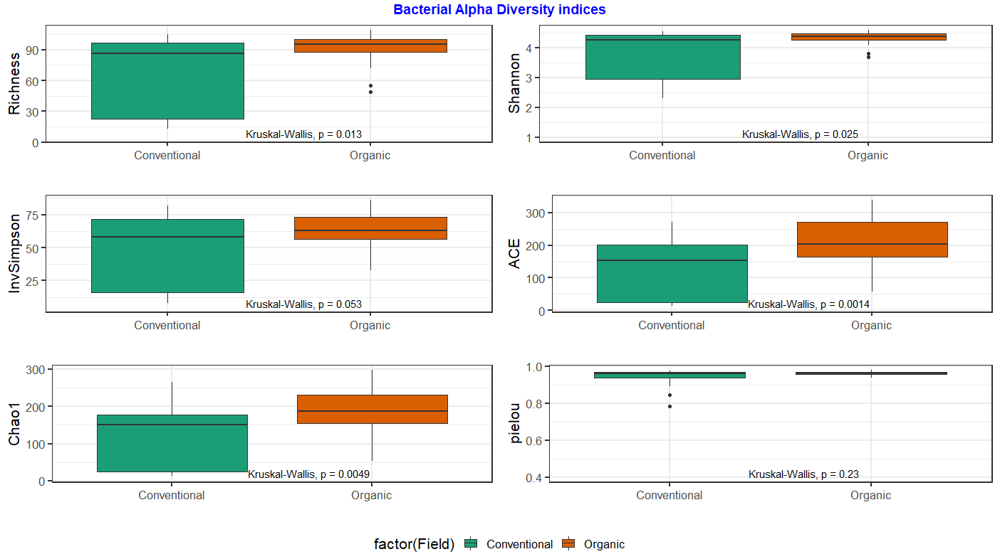 Bacterial Alpha Diversity indices
Richness
90
60
30
0
Kruskal-Wallis, p = 0.013
Conventional
Organic
Shannon
4
3
2
1
Kruskal-Wallis, p = 0.025
Conventional
Organic
InvSimpson
75
50
25
Kruskal-Wallis, p = 0.053
Conventional
Organic
ACE
300
200
100
0
Kruskal-Wallis, p = 0.0014
Conventional
Organic
Chao1
300
200
100
0
Kruskal-Wallis, p = 0.0049
Conventional
Organic
pielou
1.0
0.8
0.6
0.4
Kruskal-Wallis, p = 0.23
Conventional
Organic
factor(Field) Conventional Organic